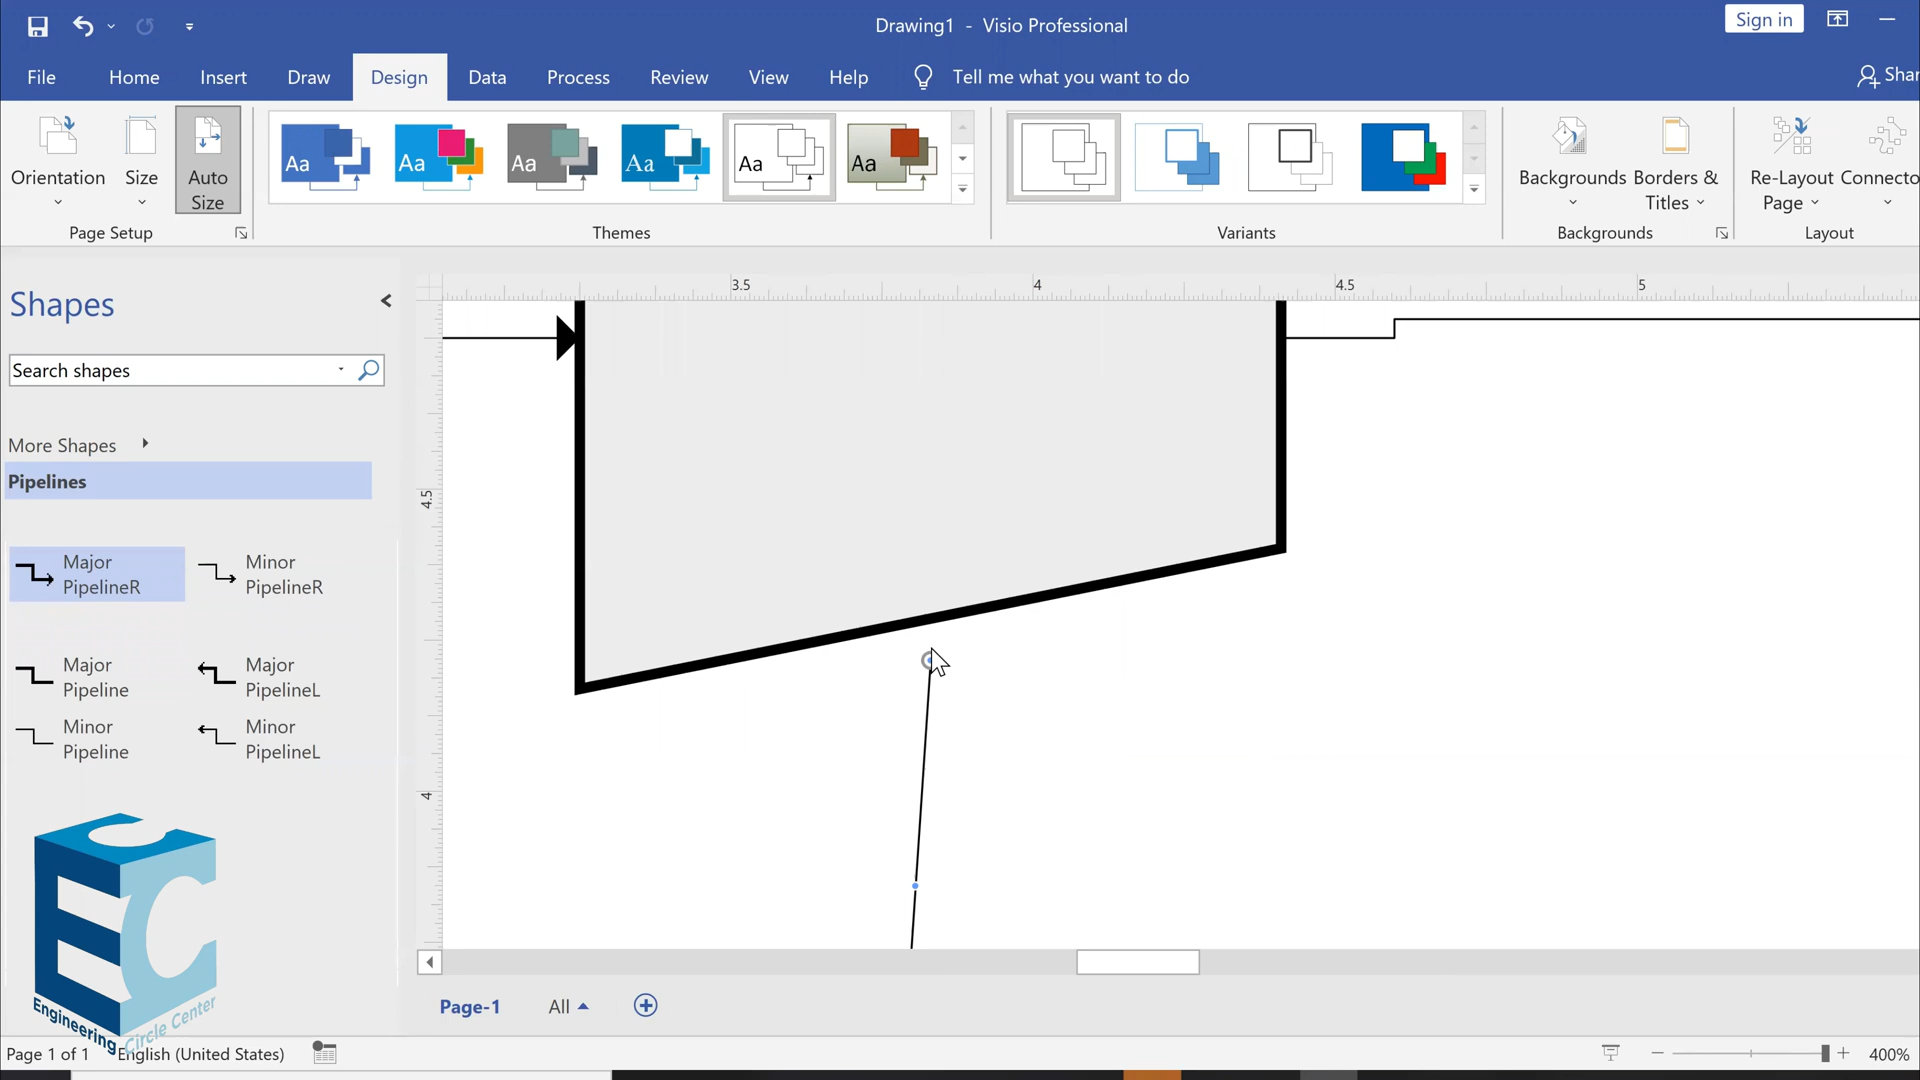 Drawing1 - Visio Professional
Sign in
File
Home
Insert
Draw
Design
Data
Process
Review
View
Help
Tell me what you want to do
Shar
Orientation
Size
Auto
Size
Page Setup
Aa
Aa
Aa
Aa
Aa
Aa
Themes
Variants
Backgrounds
Borders &
Titles
Backgrounds
Re-Layout
Page
Connecto
Layout
Shapes
Search shapes
More Shapes
Pipelines
Major
PipelineR
Minor
PipelineR
Major
Pipeline
Major
PipelineL
Minor
Pipeline
Minor
PipelineL
3.5
4
4.5
5
4.5
4
EC
Engineering Circle Center
Page-1
All
Page 1 of 1
English (United States)
400%